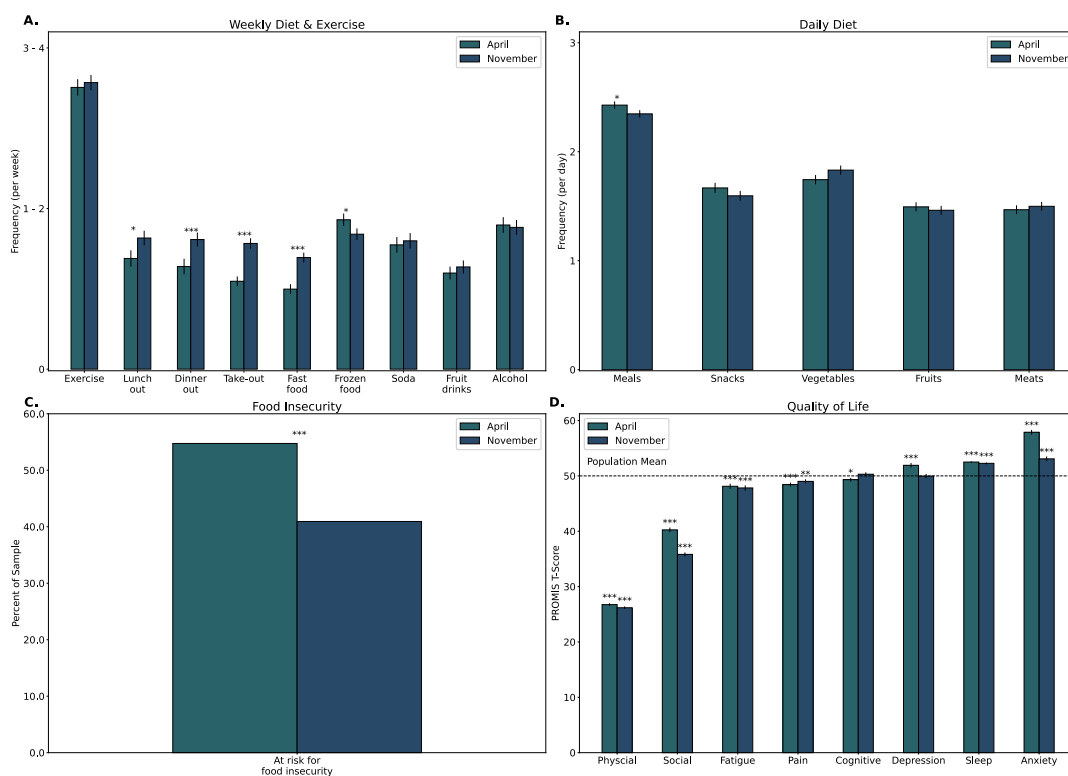 A.
Weekly Diet & Exercise
April
November
Frequency (per week)
3 - 4
1 - 2
0
*
***
***
***
*
Exercise
Lunch
out
Dinner
out
Take-out
Fast
food
Frozen
food
Soda
Fruit
drinks
Alcohol
B.
Daily Diet
April
November
Frequency (per day)
3
2
1
0
*
Meals
Snacks
Vegetables
Fruits
Meats
C.
Food Insecurity
April
November
Percent of Sample
60.0
50.0
40.0
30.0
20.0
10.0
0.0
***
At risk for
food insecurity
D.
Quality of Life
April
November
Population Mean
PROMIS T-Score
60
50
40
30
20
10
0
*** ***
*** ***
*** ***
*** **
*
***
*** ***
*** ***
Physcial
Social
Fatigue
Pain
Cognitive
Depression
Sleep
Anxiety